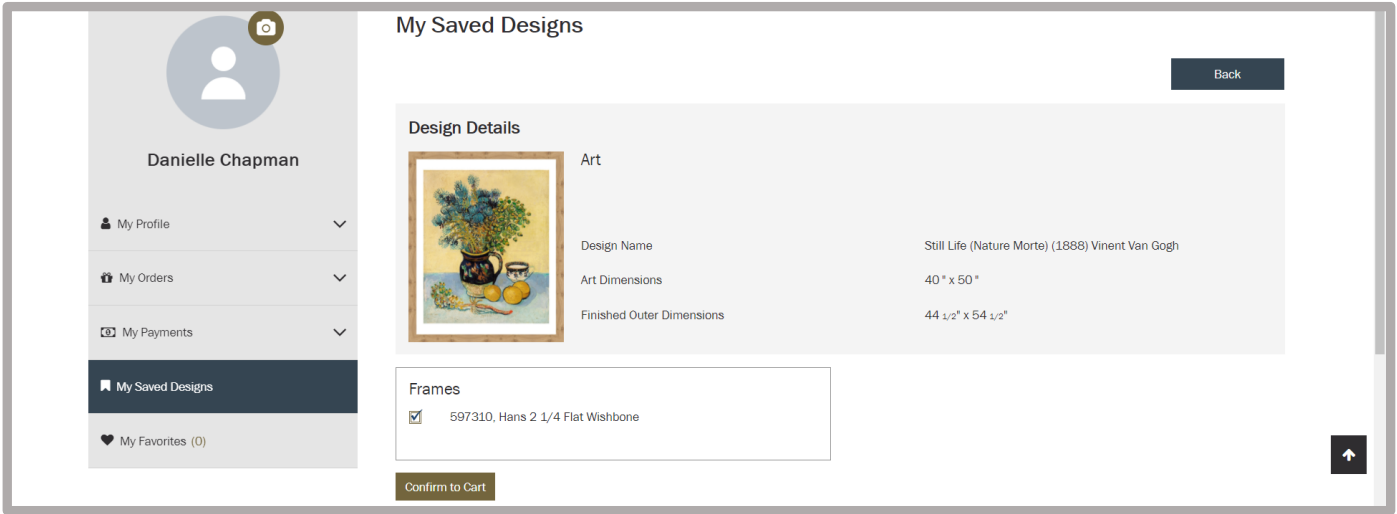 My Saved Designs
Back
Danielle Chapman
My Profile
My Orders
My Payments
My Saved Designs
My Favorites (0)
Design Details
Art
Design Name Still Life (Nature Morte) (1888) Vinent Van Gogh
Art Dimensions 40 " x 50 "
Finished Outer Dimensions 44 1/2" x 54 1/2"
Frames
597310, Hans 2 1/4 Flat Wishbone
Confirm to Cart